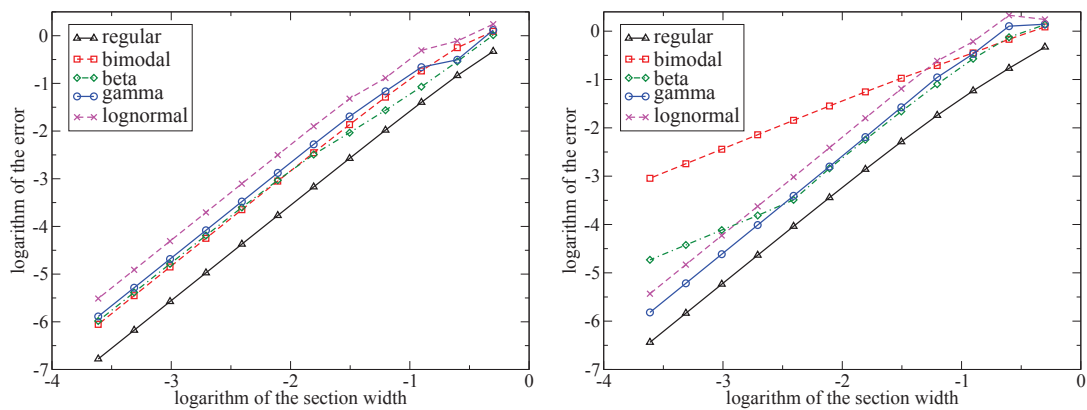 0
-1
-2
-3
-4
-5
-6
-7
logarithm of the error
regular
bimodal
beta
gamma
lognormal
-4 -3 -2 -1 0
logarithm of the section width
0
-1
-2
-3
-4
-5
-6
-7
logarithm of the error
regular
bimodal
beta
gamma
lognormal
-4 -3 -2 -1 0
logarithm of the section width